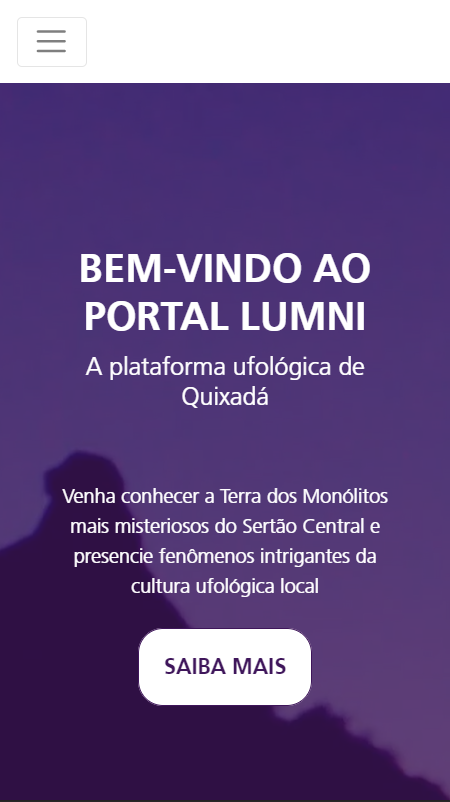 BEM-VINDO AO
PORTAL LUMNI
A plataforma ufológica de
Quixadá
Venha conhecer a Terra dos Monólitos
mais misteriosos do Sertão Central e
presencie fenômenos intrigantes da
cultura ufológica local
SAIBA MAIS